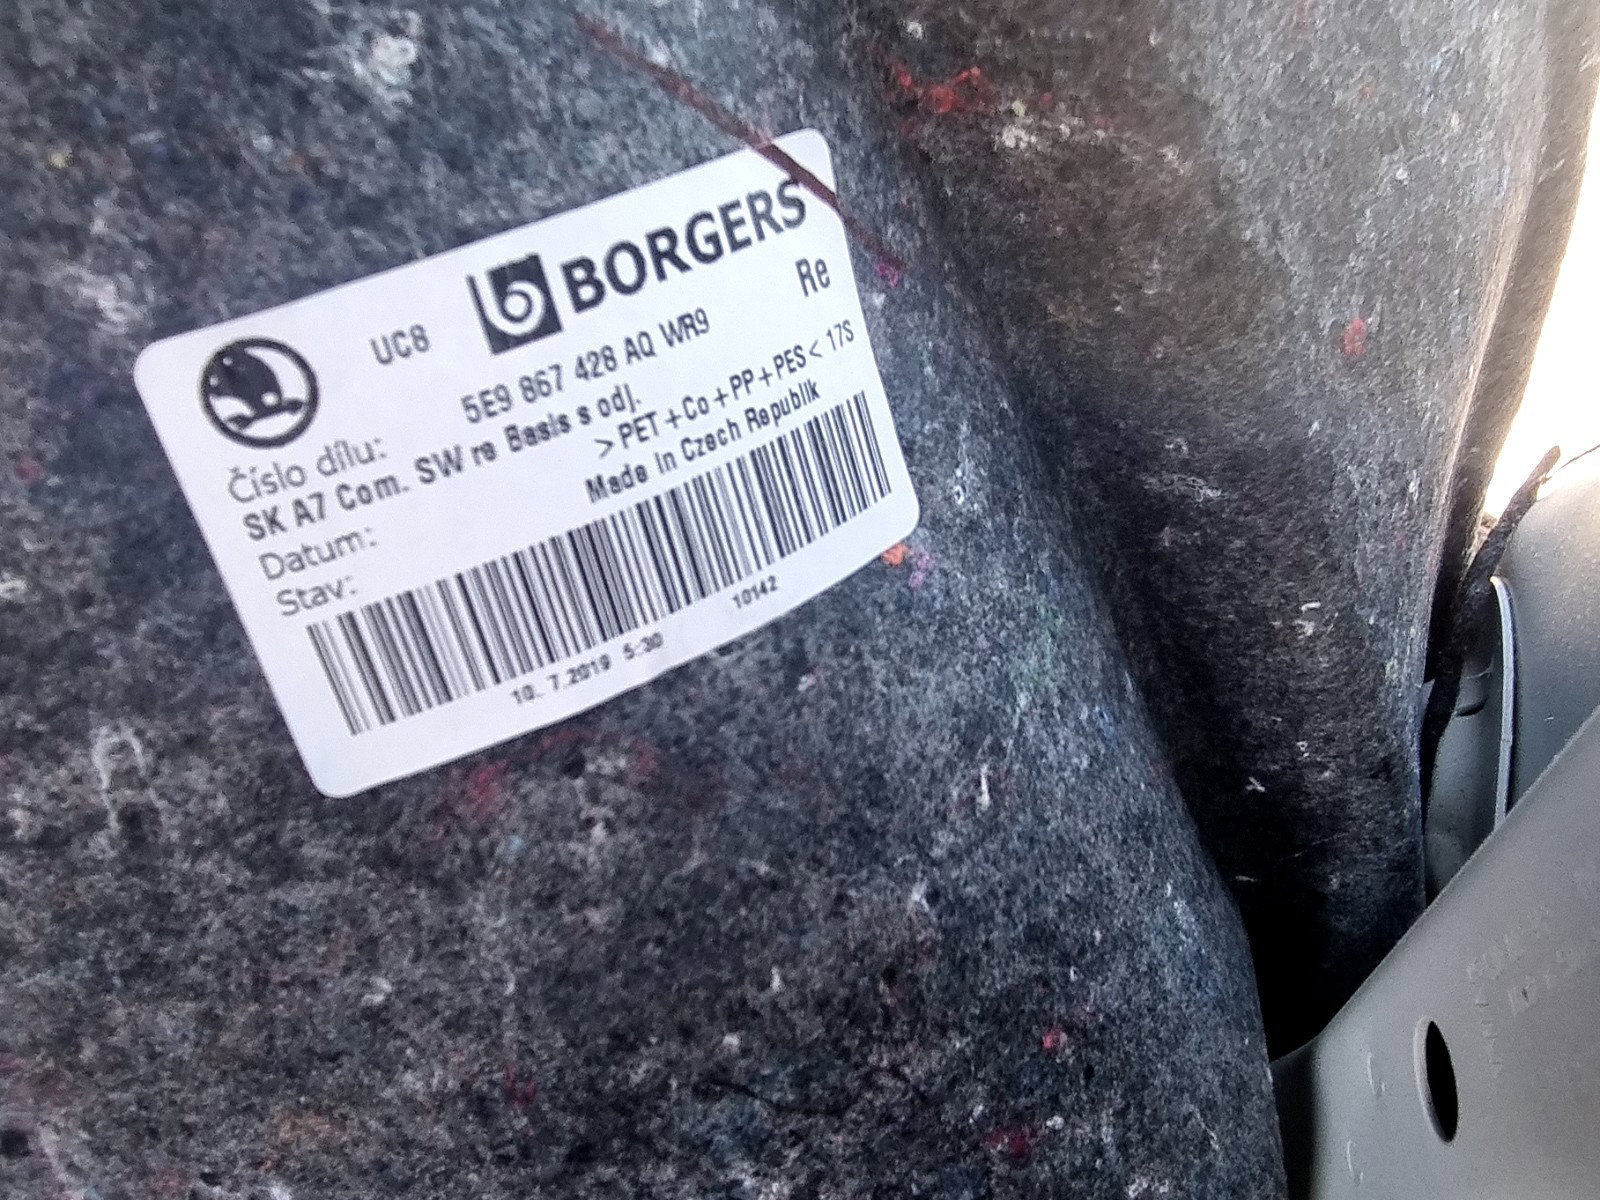 UC8 BORGERS
Re
Číslo dílu: 5E9 867 428 AQ WR9
SK A7 Com. SW re Basis s odj.
>PET+Co+PP+PES< 17S
Datum: Made in Czech Republik
Stav:
10. 7.2019 5:30 10142